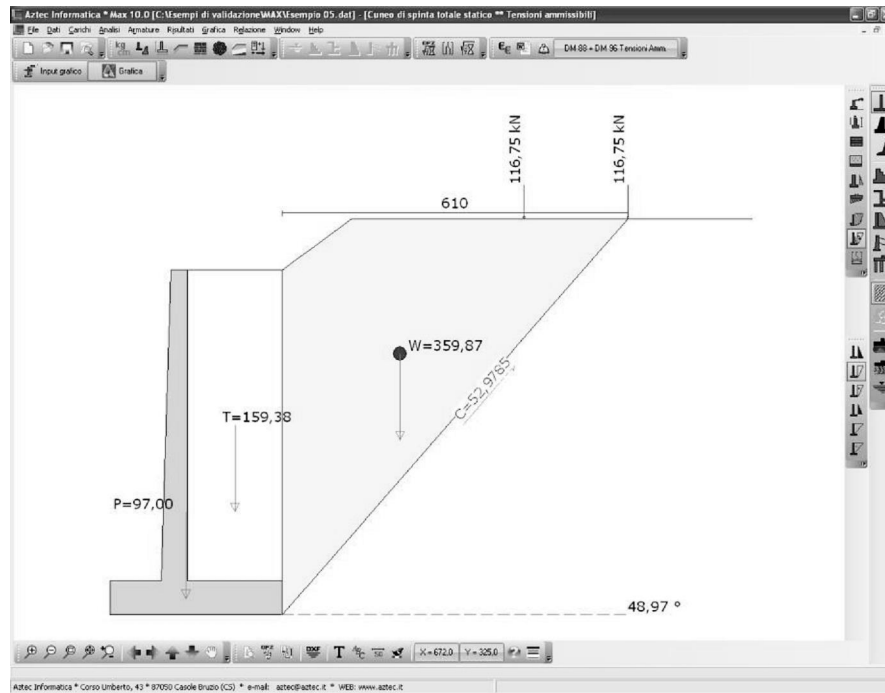 Aztec Informatica * Max 10.0 [C:\Esempi di validazione\MAX\Esempio 05.dat] - [Cuneo di spinta totale statico ** Tensioni ammissibili]
File Dati Carichi Analisi Armature Risultati Grafica Relazione Window Help
DM 88 + DM 96 Tensioni Amm.
Input grafico Grafica
116,75 kN
116,75 kN
610
W=359,87
C=52,9785
T=159,38
P=97,00
48,97 °
X=672.0 Y=325.0
Aztec Informatica * Corso Umberto, 43 * 87050 Casole Bruzio (CS) * e-mail: aztec@aztec.it * WEB: www.aztec.it